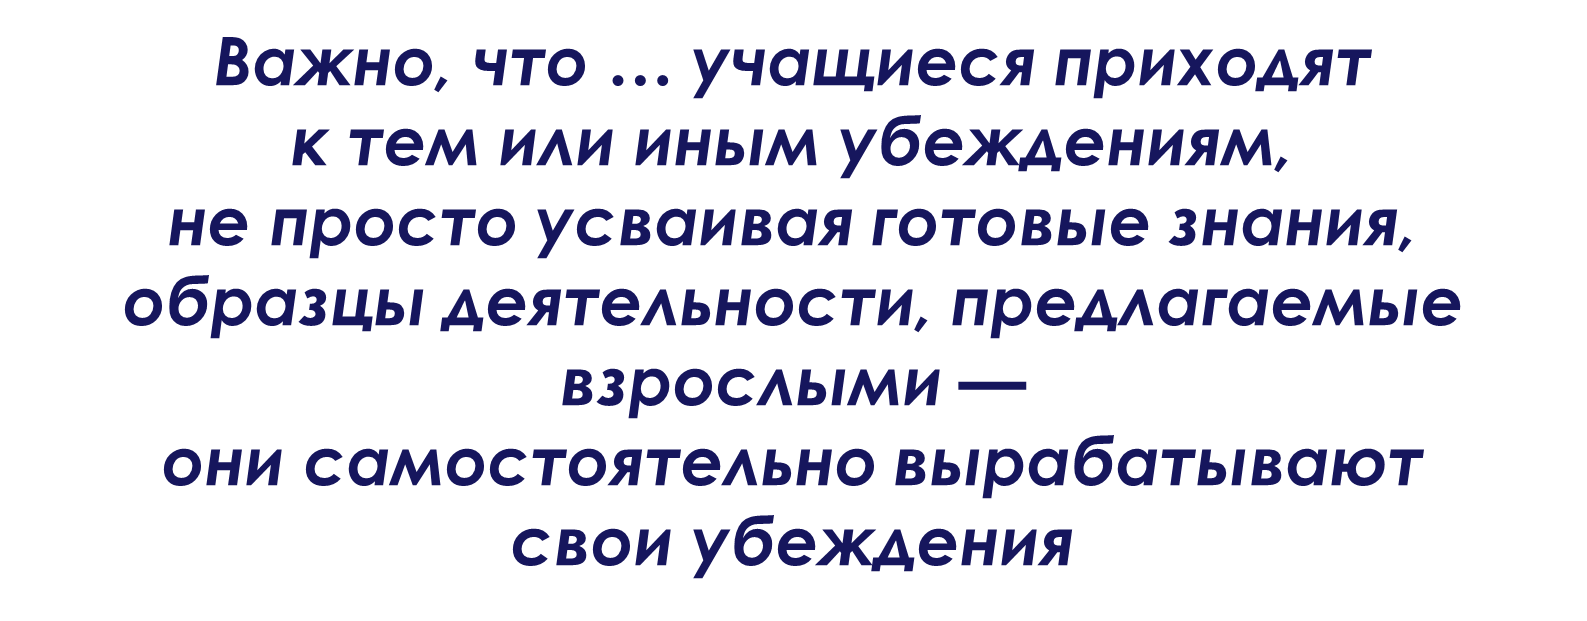 Важно, что ... учащиеся приходят
к тем или иным убеждениям,
не просто усваивая готовые знания,
образцы деятельности, предлагаемые
взрослыми —
они самостоятельно вырабатывают
свои убеждения